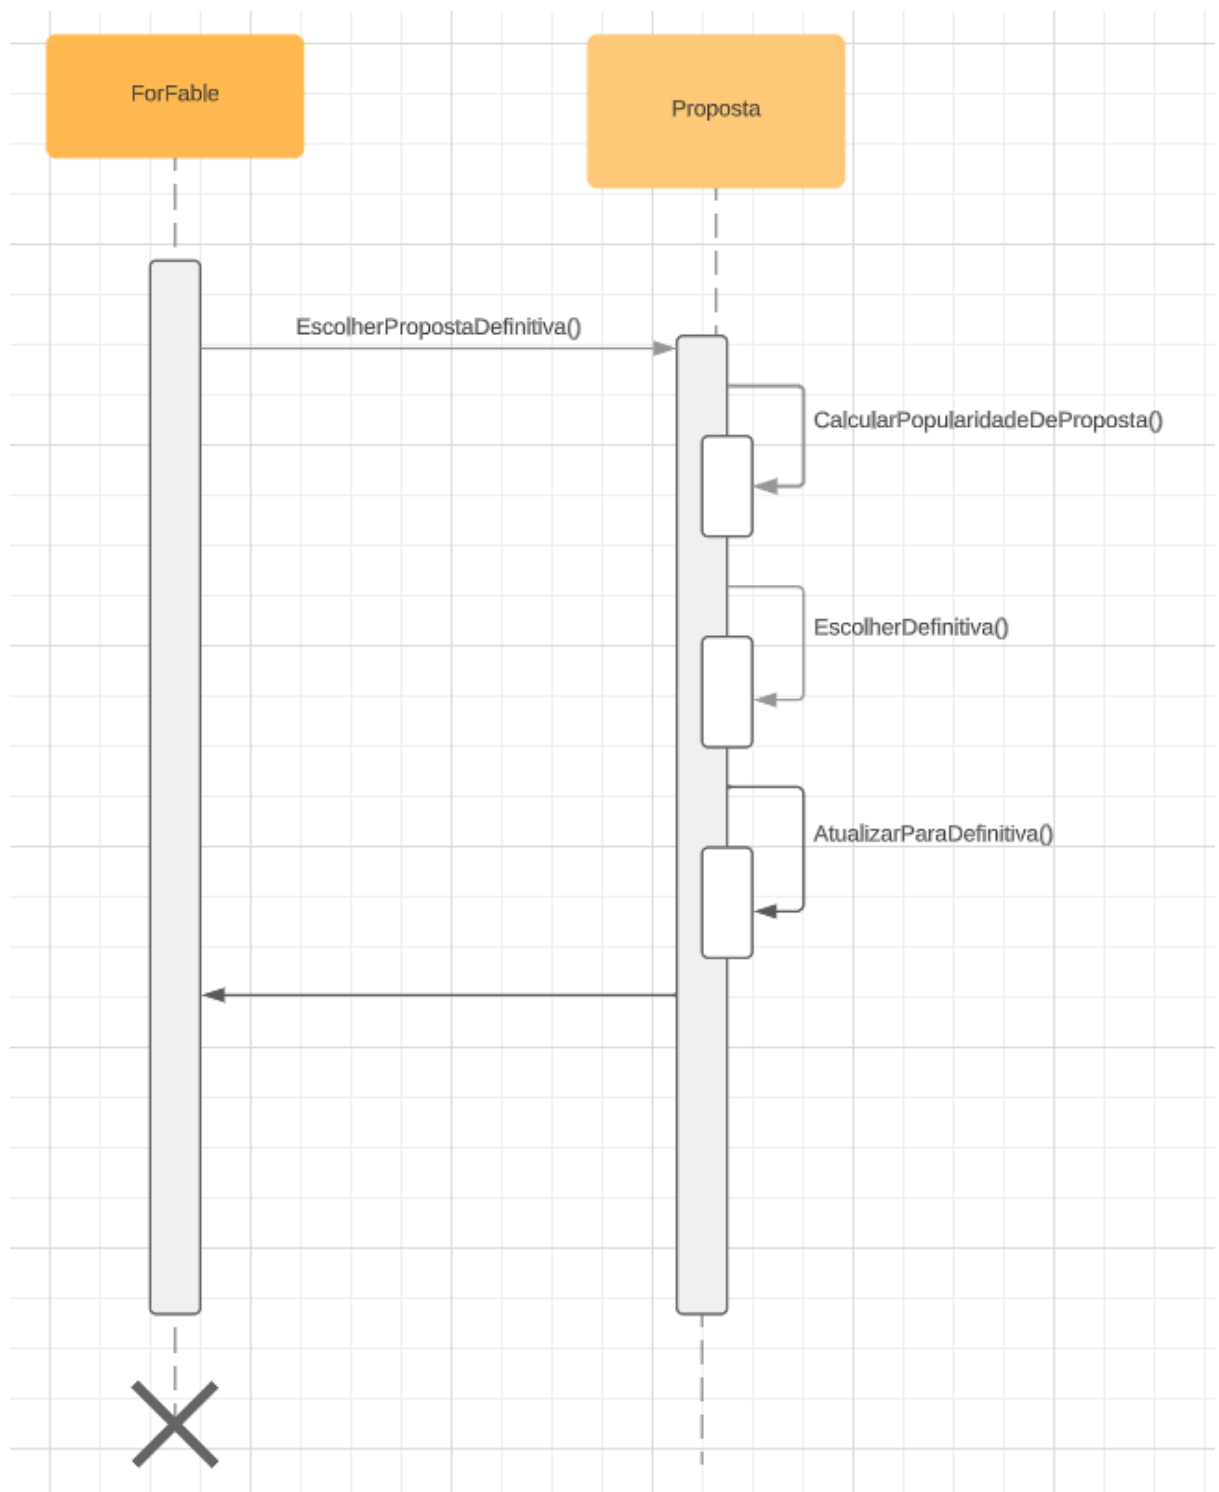 ForFable
Proposta
EscolherPropostaDefinitiva()
CalcularPopularidadeDeProposta()
EscolherDefinitiva()
AtualizarParaDefinitiva()